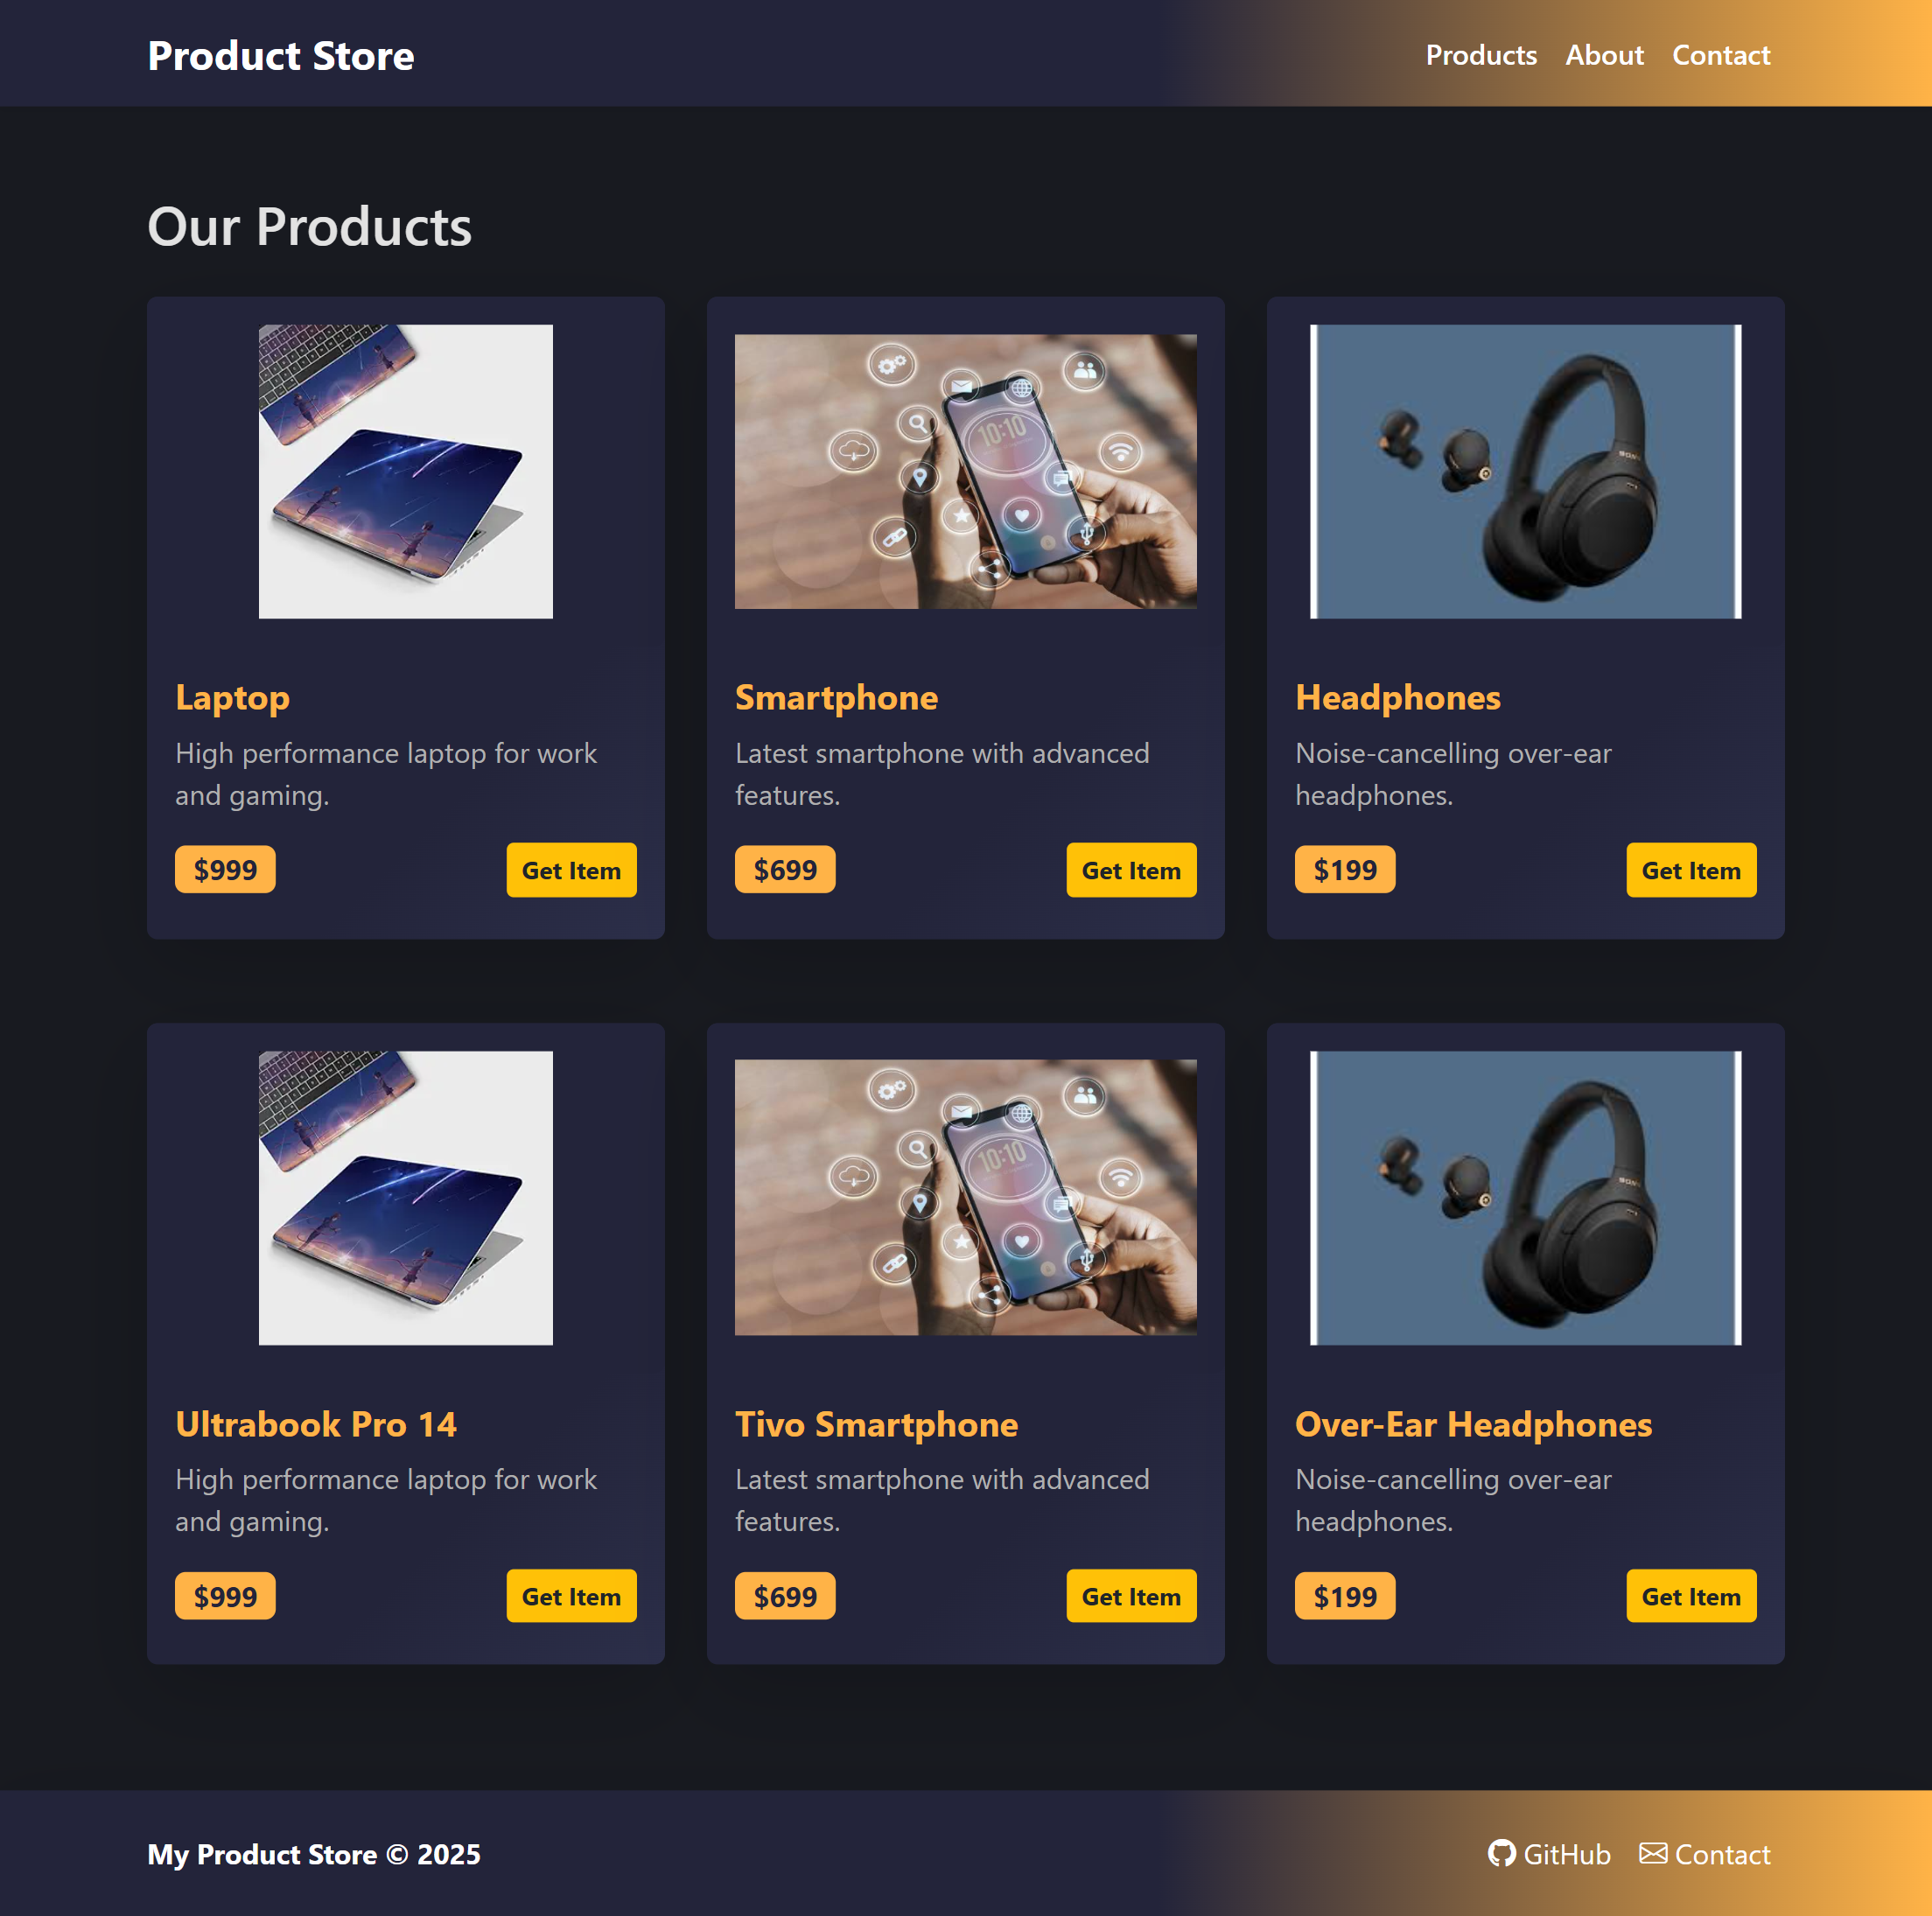 Product Store
Products About Contact
Our Products
10:10
SONY
Laptop
High performance laptop for work
and gaming.
$999 Get Item
Smartphone
Latest smartphone with advanced
features.
$699 Get Item
Headphones
Noise-cancelling over-ear
headphones.
$199 Get Item
10:10
SONY
Ultrabook Pro 14
High performance laptop for work
and gaming.
$999 Get Item
Tivo Smartphone
Latest smartphone with advanced
features.
$699 Get Item
Over-Ear Headphones
Noise-cancelling over-ear
headphones.
$199 Get Item
My Product Store © 2025
GitHub Contact